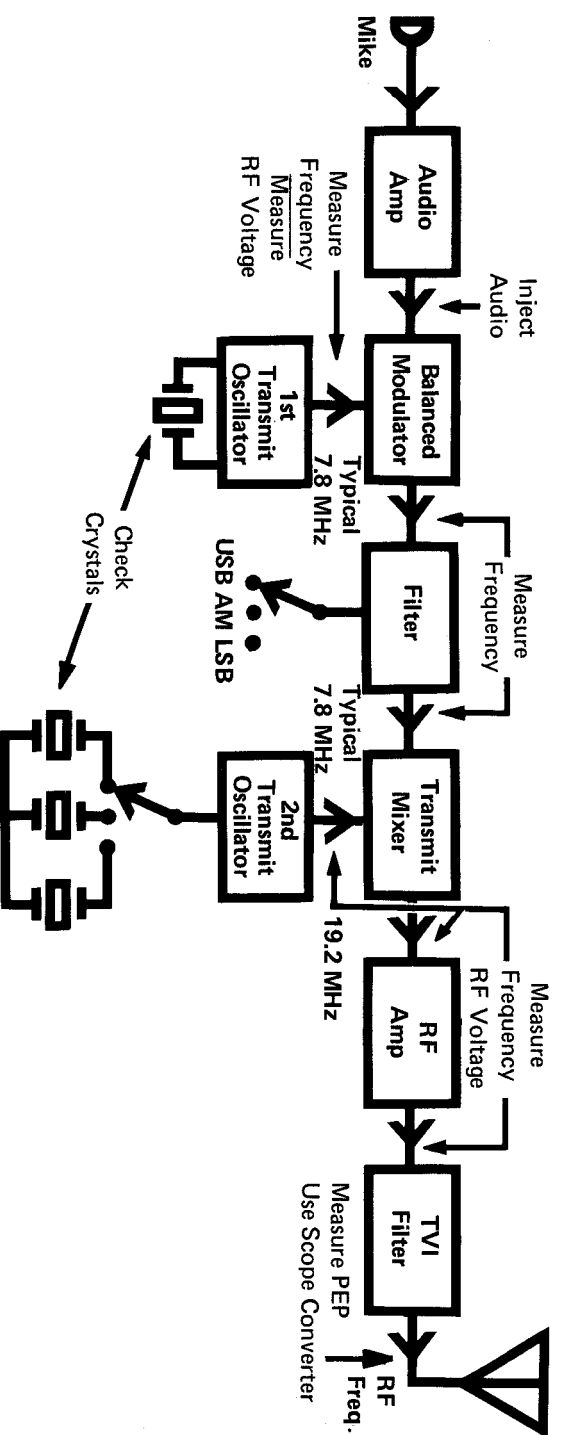 Mike
Audio
Amp
Inject
Audio
Measure
Frequency
Measure
RF Voltage
Balanced
Modulator
1st
Transmit
Oscillator
Typical
7.8 MHz
Check
Crystals
Measure
Frequency
Filter
USB AM LSB
Typical
7.8 MHz
Transmit
Mixer
2nd
Transmit
Oscillator
19.2 MHz
Measure
Frequency
RF Voltage
RF
Amp
TVI
Filter
Measure PEP
Use Scope Converter
RF
Freq.